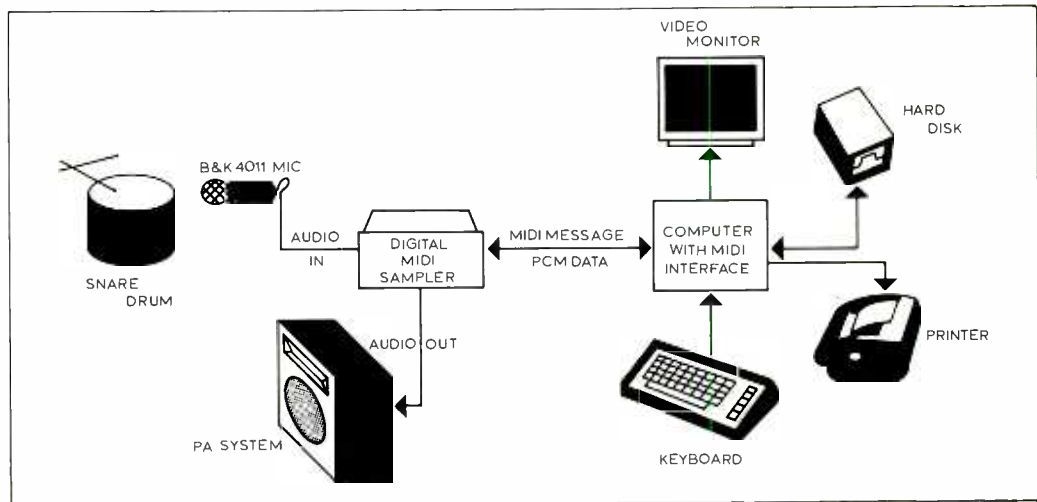 VIDEO
MONITOR
HARD
DISK
B&K 4011 MIC
SNARE
DRUM
AUDIO
IN
DIGITAL
MIDI
SAMPLER
MIDI MESSAGE
PCM DATA
COMPUTER
WITH MIDI
INTERFACE
AUDIO OUT
PA SYSTEM
KEYBOARD
PRINTER